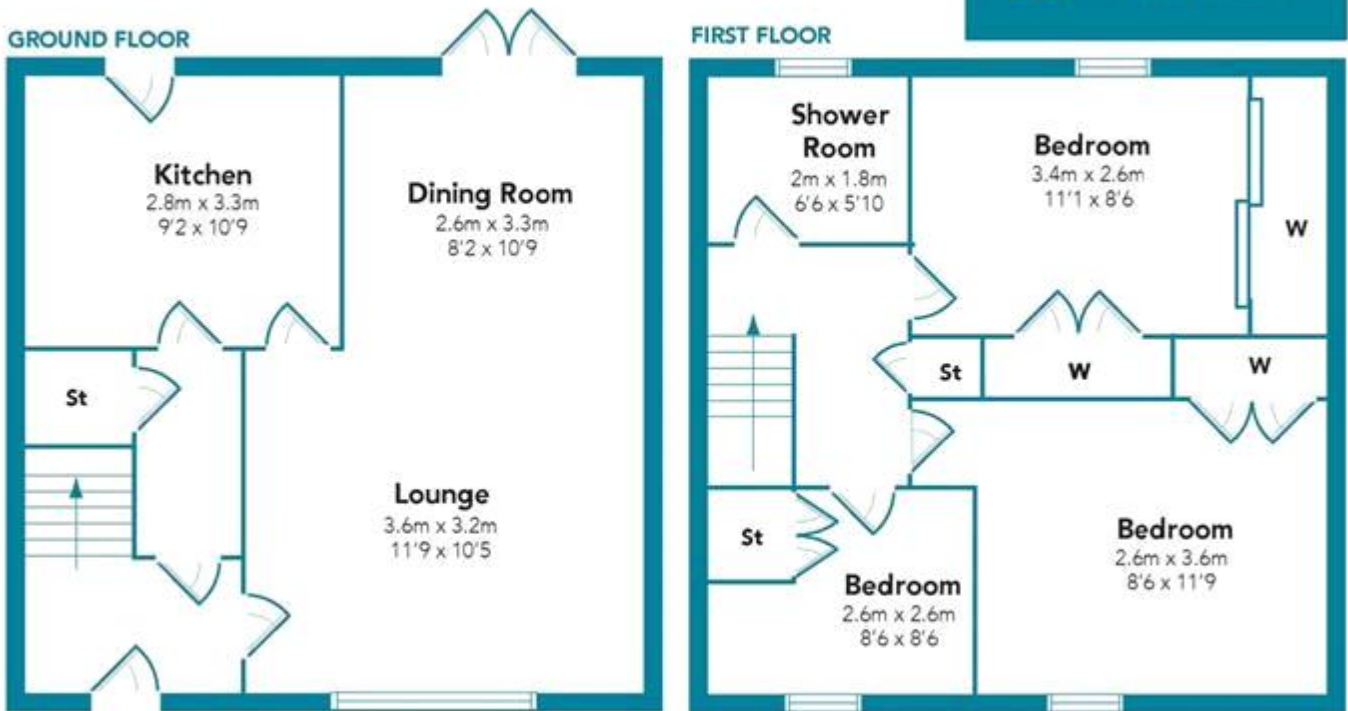 GROUND FLOOR
Kitchen
2.8m x 3.3m
9'2 x 10'9
Dining Room
2.6m x 3.3m
8'2 x 10'9
St
Lounge
3.6m x 3.2m
11'9 x 10'5
FIRST FLOOR
Shower
Room
2m x 1.8m
6'6 x 5'10
Bedroom
3.4m x 2.6m
11'1 x 8'6
W
St
W
W
St
Bedroom
2.6m x 2.6m
8'6 x 8'6
Bedroom
2.6m x 3.6m
8'6 x 11'9